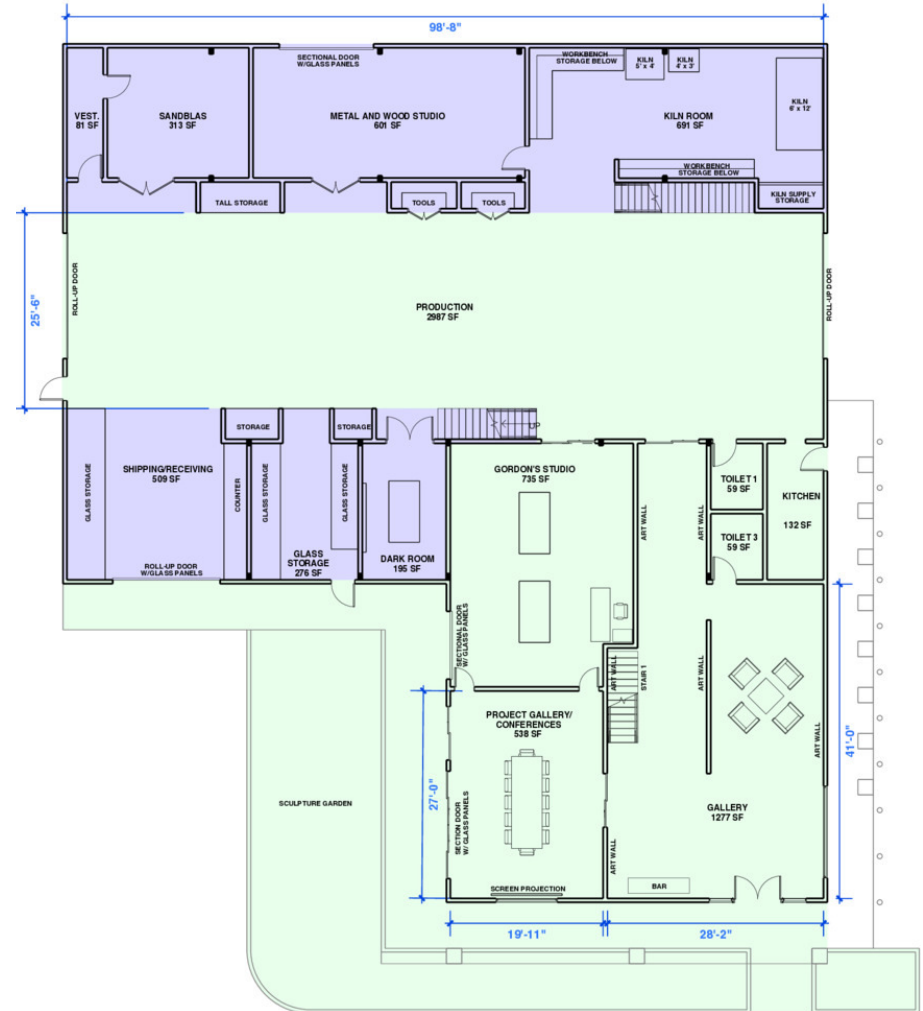 98'-8"
SECTIONAL DOOR
W/GLASS PANELS
WORKBENCH
STORAGE BELOW
KILN
5' x 4'
KILN
4' x 3'
KILN
6' x 12'
VEST.
81 SF
SANDBLAS
313 SF
METAL AND WOOD STUDIO
601 SF
KILN ROOM
691 SF
WORKBENCH
STORAGE BELOW
TALL STORAGE
TOOLS
TOOLS
KILN SUPPLY
STORAGE
25'-6"
ROLL-UP DOOR
PRODUCTION
2987 SF
ROLL-UP DOOR
STORAGE
STORAGE
UP
GLASS STORAGE
SHIPPING/RECEIVING
509 SF
COUNTER
GLASS STORAGE
GLASS STORAGE
GORDON'S STUDIO
735 SF
ART WALL
ART WALL
TOILET 1
59 SF
KITCHEN
132 SF
TOILET 3
59 SF
ROLL-UP DOOR
W/GLASS PANELS
GLASS
STORAGE
276 SF
DARK ROOM
195 SF
SECTIONAL DOOR
W/ GLASS PANELS
ART WALL
STAIR 1
ART WALL
ART WALL
41'-0"
PROJECT GALLERY/
CONFERENCES
538 SF
27'-0"
SECTION DOOR
W/ GLASS PANELS
SCULPTURE GARDEN
GALLERY
1277 SF
ART WALL
SCREEN PROJECTION
BAR
19'-11"
28'-2"